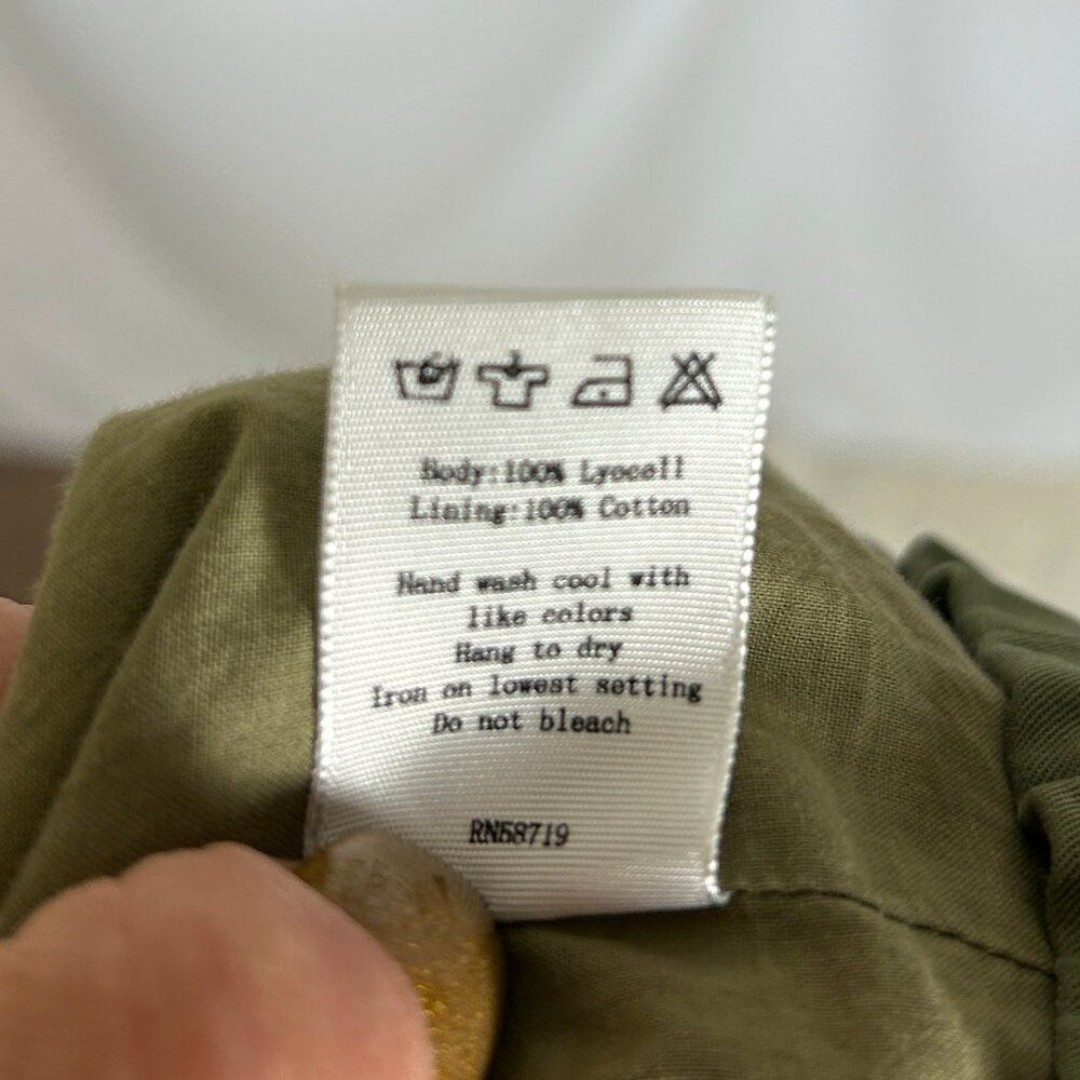 Body:100% Lyocell
Lining:100% Cotton
Hand wash cool with
like colors
Hang to dry
Iron on lowest setting
Do not bleach
RN58719